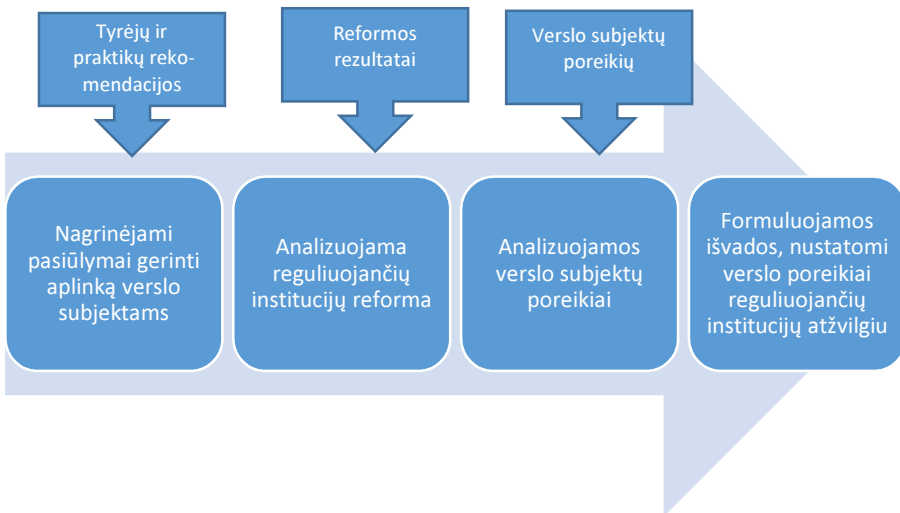 Tyrėjų ir
praktikų reko-
mendacijos
Reformos
rezultatai
Verslo subjektų
poreikių
Nagrinėjami
pasiūlymai gerinti
aplinką verslo
subjektams
Analizuojama
reguliuojančių
institucijų reforma
Analizuojamos
verslo subjektų
poreikiai
Formuluojamos
išvados, nustatomi
verslo poreikiai
reguliuojančių
institucijų atžvilgiu